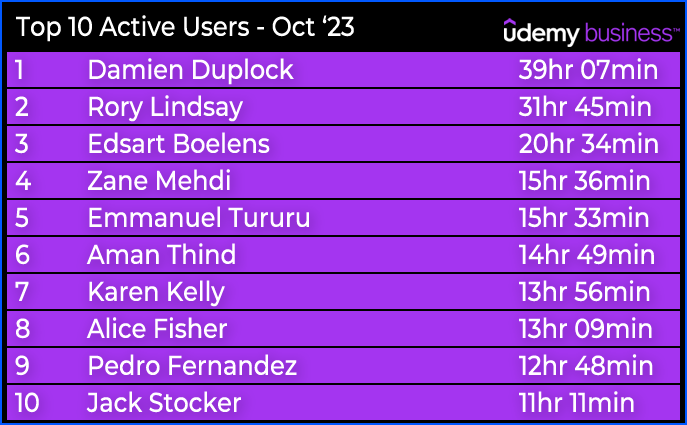 Top 10 Active Users - Oct ‘23 ûdemy business™
1 Damien Duplock 39hr 07min
2 Rory Lindsay 31hr 45min
3 Edsart Boelens 20hr 34min
4 Zane Mehdi 15hr 36min
5 Emmanuel Tururu 15hr 33min
6 Aman Thind 14hr 49min
7 Karen Kelly 13hr 56min
8 Alice Fisher 13hr 09min
9 Pedro Fernandez 12hr 48min
10 Jack Stocker 11hr 11min